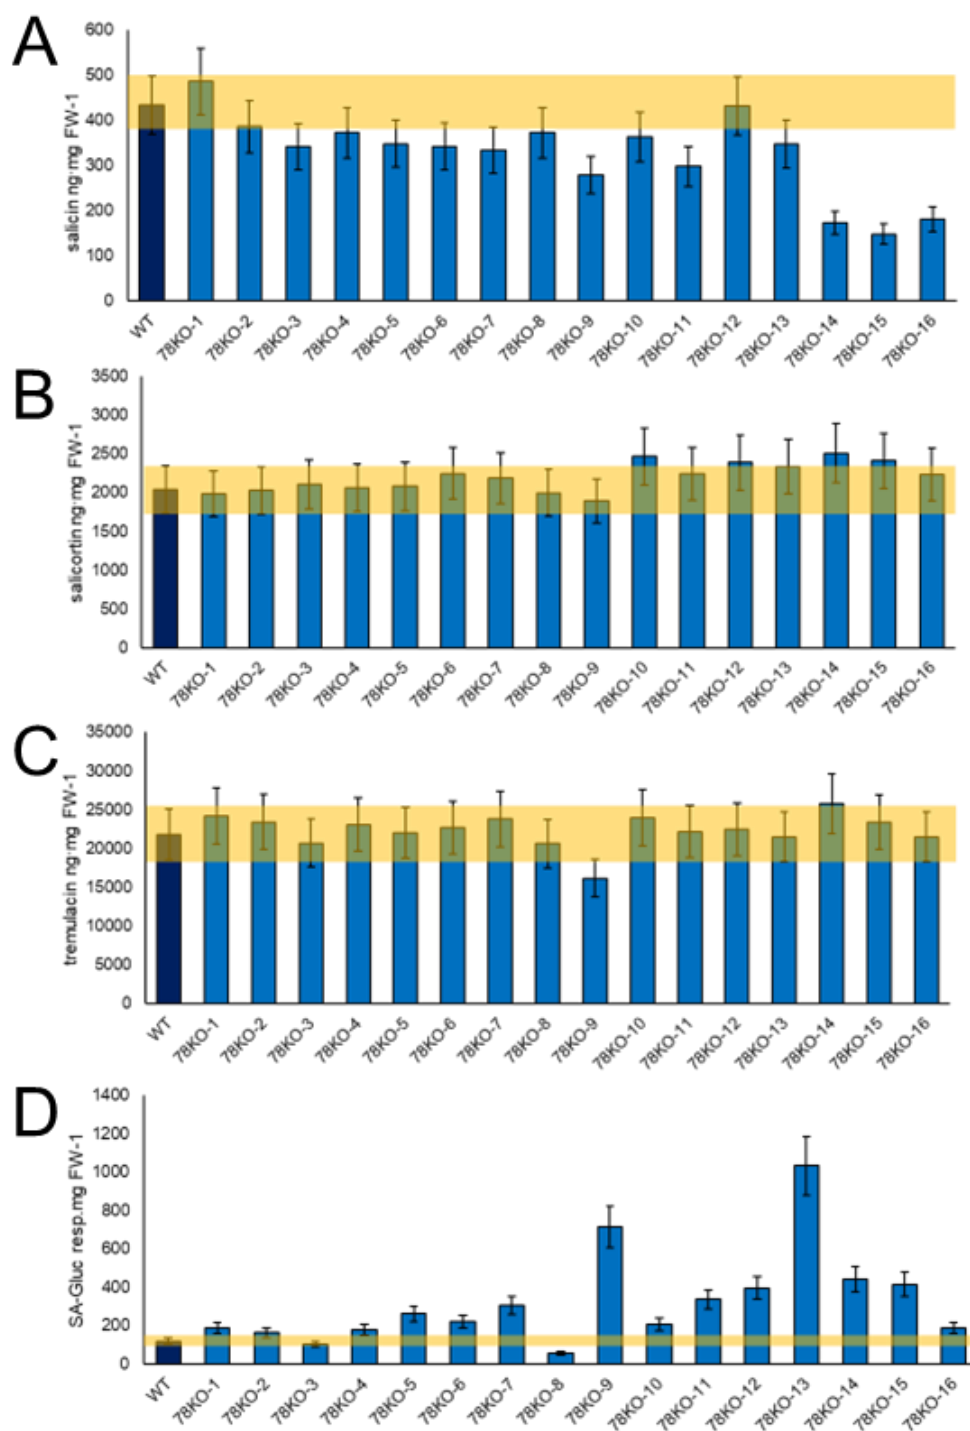 A
salicin ng·mg FW-1
600
500
400
300
200
100
0
WT 78KO-1 78KO-2 78KO-3 78KO-4 78KO-5 78KO-6 78KO-7 78KO-8 78KO-9 78KO-10 78KO-11 78KO-12 78KO-13 78KO-14 78KO-15 78KO-16
B
salicortin ng·mg FW-1
3500
3000
2500
2000
1500
1000
500
0
WT 78KO-1 78KO-2 78KO-3 78KO-4 78KO-5 78KO-6 78KO-7 78KO-8 78KO-9 78KO-10 78KO-11 78KO-12 78KO-13 78KO-14 78KO-15 78KO-16
C
tremulacin ng·mg FW-1
35000
30000
25000
20000
15000
10000
5000
0
WT 78KO-1 78KO-2 78KO-3 78KO-4 78KO-5 78KO-6 78KO-7 78KO-8 78KO-9 78KO-10 78KO-11 78KO-12 78KO-13 78KO-14 78KO-15 78KO-16
D
SA-Gluc resp.mg FW-1
1400
1200
1000
800
600
400
200
0
WT 78KO-1 78KO-2 78KO-3 78KO-4 78KO-5 78KO-6 78KO-7 78KO-8 78KO-9 78KO-10 78KO-11 78KO-12 78KO-13 78KO-14 78KO-15 78KO-16